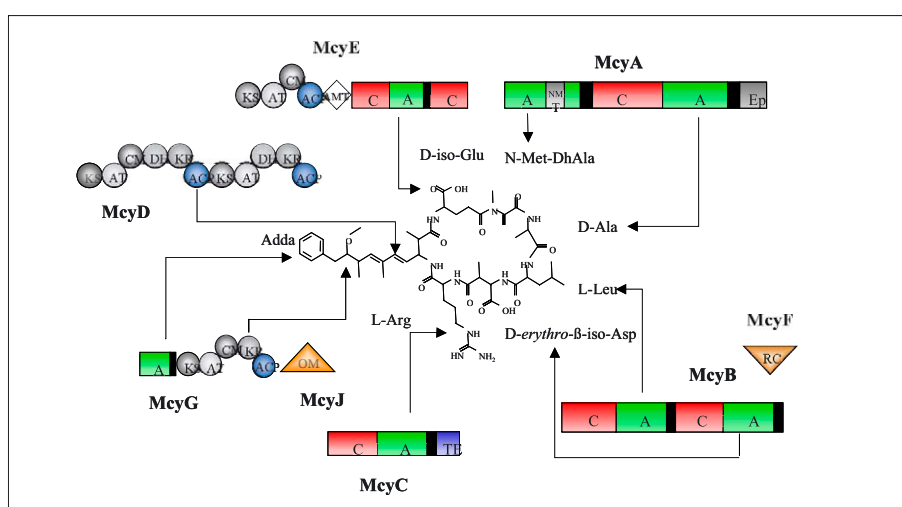 McyE
McyA
KS AT CM ACP AMT C A C
A NM T C A Ep
D-iso-Glu N-Met-DhAla
KS AT CM DH KR ACP KS AT DH KR ACP
McyD
D-Ala
Adda
L-Leu
L-Arg
D-erythro-ß-iso-Asp
McyF
RC
A KS AT CM KR ACP OM
McyB
McyG
McyJ
C A C A
C A TE
McyC
O OH
O
HN
O
O
N
O
NH
O
HN
O
NH
O
HN
O
NH
O
O
OH
NH
HN
NH2